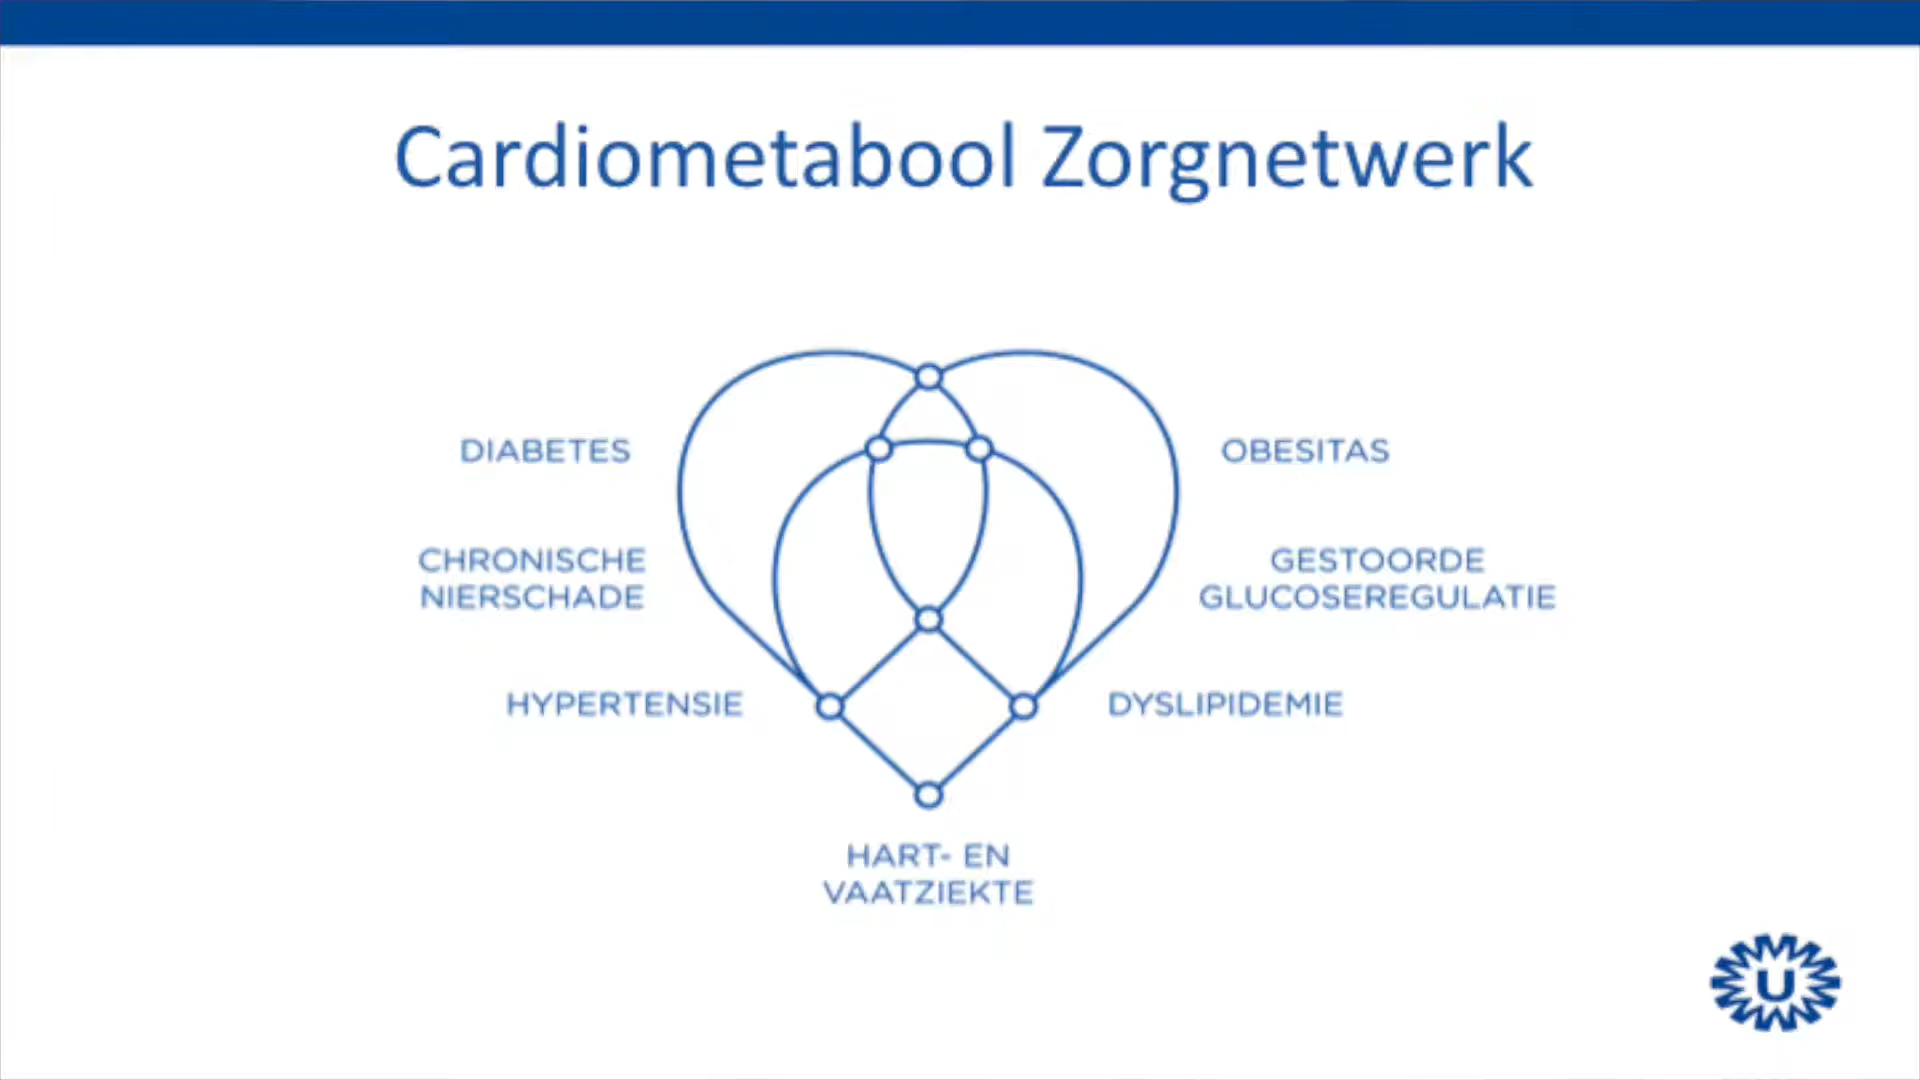 Cardiometabool Zorgnetwerk
DIABETES
OBESITAS
CHRONISCHE
NIERSCHADE
GESTOORDE
GLUCOSEREGULATIE
HYPERTENSIE
DYSLIPIDEMIE
HART- EN
VAATZIEKTE
U